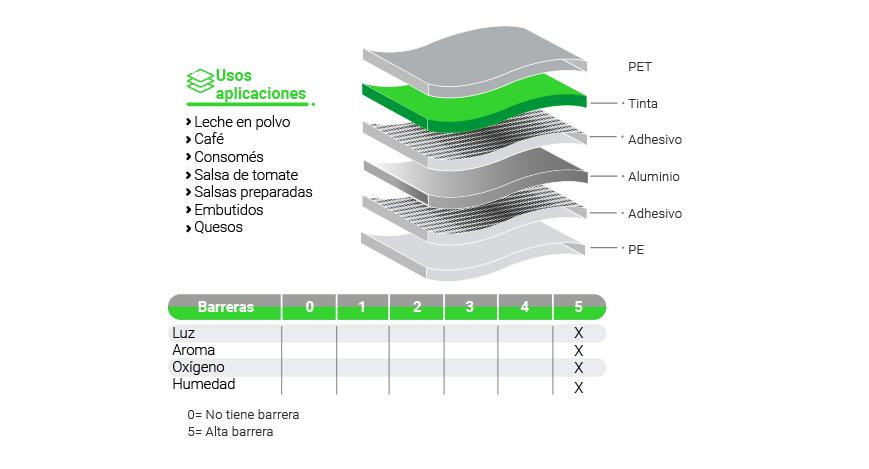 Usos
aplicaciones
Leche en polvo
Café
Consomés
Salsa de tomate
Salsas preparadas
Embutidos
Quesos
PET
Tinta
Adhesivo
Aluminio
Adhesivo
PE
Barreras 0 1 2 3 4 5
Luz X
Aroma X
Oxígeno X
Humedad X
0= No tiene barrera
5= Alta barrera